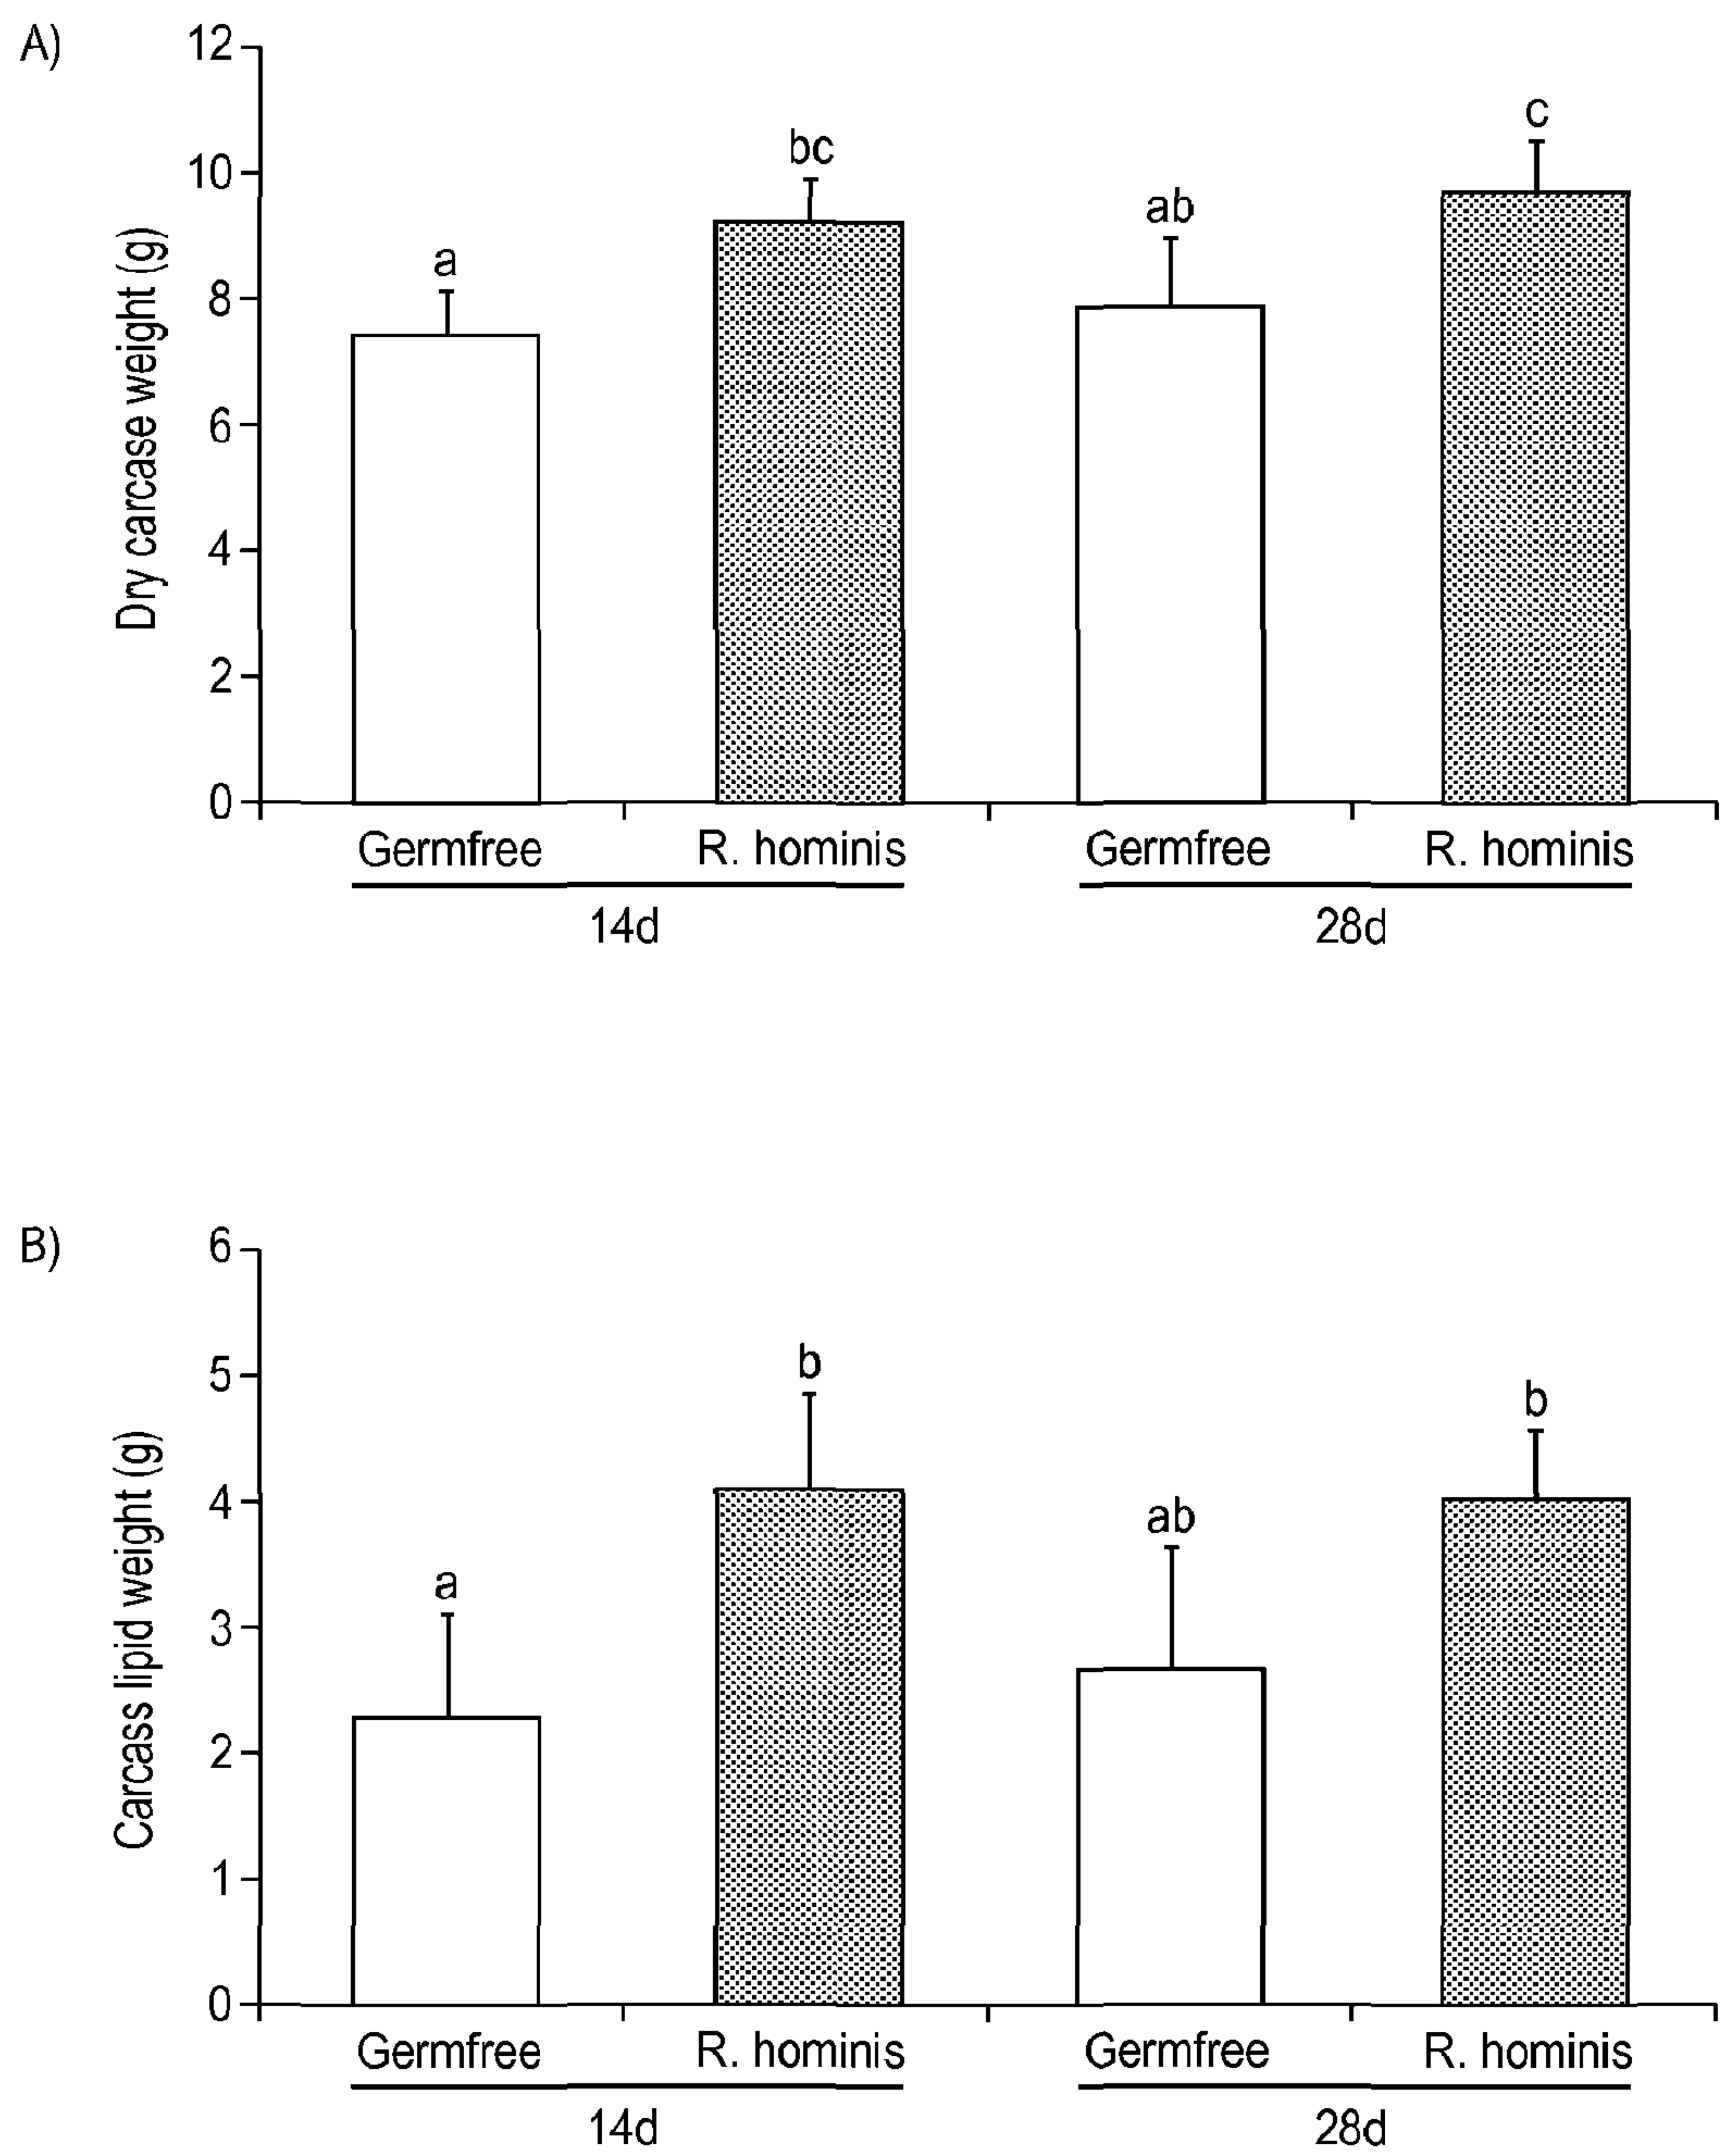 A)
Dry carcase weight (g)
12
10
8
6
4
2
0
a
bc
ab
c
Germfree R. hominis Germfree R. hominis
14d 28d
B)
Carcass lipid weight (g)
6
5
4
3
2
1
0
a
b
ab
b
Germfree R. hominis Germfree R. hominis
14d 28d